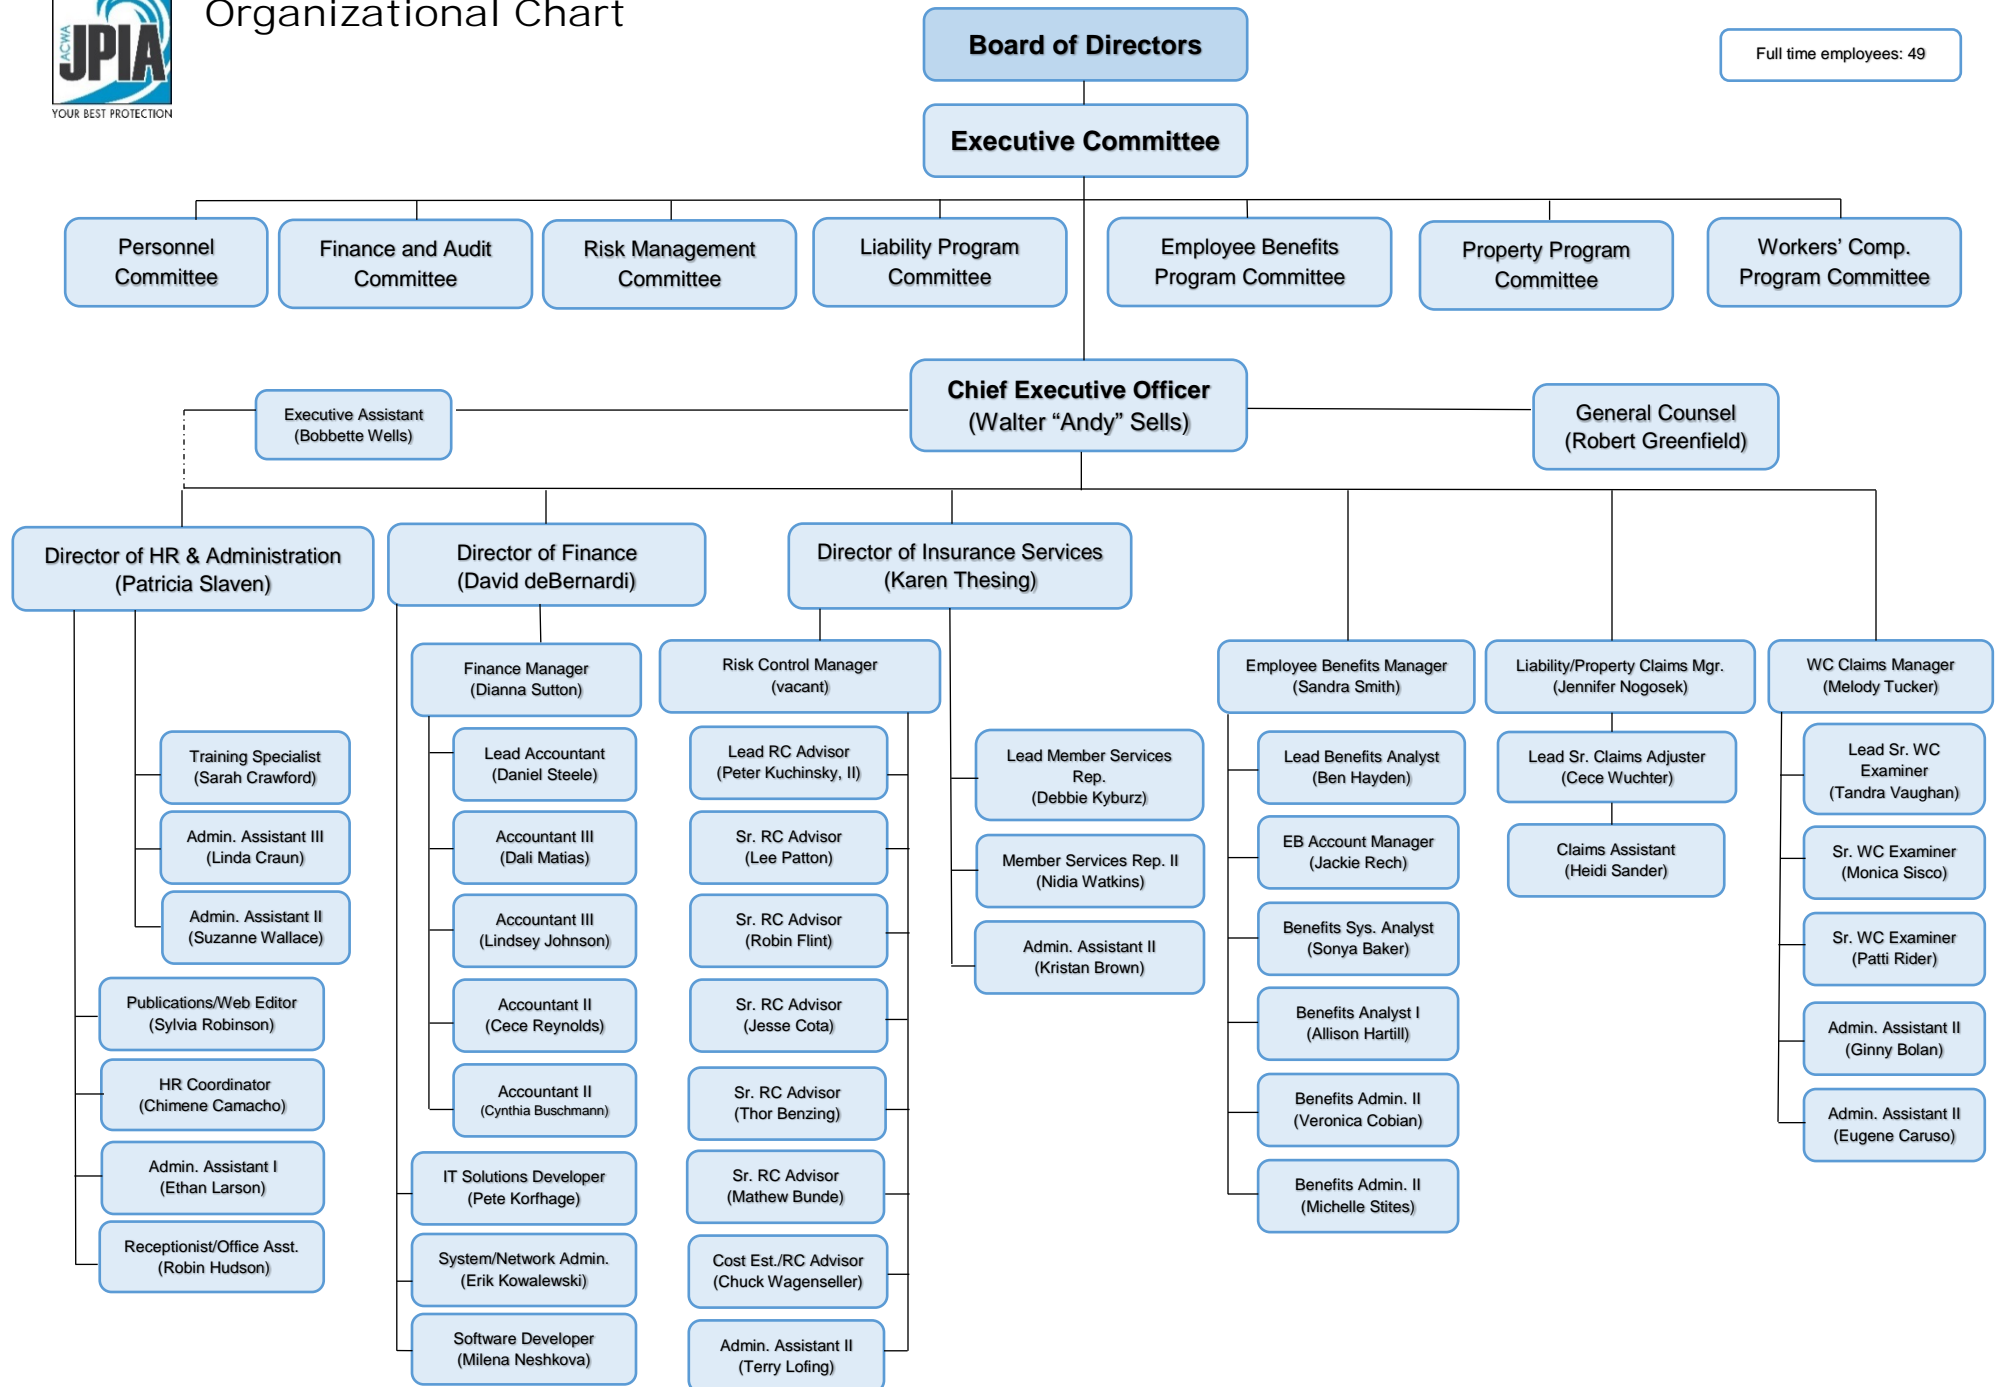 Organizational Chart
ACWA
JPIA
YOUR BEST PROTECTION
Board of Directors
Full time employees: 49
Executive Committee
Personnel
Committee
Finance and Audit
Committee
Risk Management
Committee
Liability Program
Committee
Employee Benefits
Program Committee
Property Program
Committee
Workers’ Comp.
Program Committee
Chief Executive Officer
(Walter “Andy” Sells)
Executive Assistant
(Bobbette Wells)
General Counsel
(Robert Greenfield)
Director of HR & Administration
(Patricia Slaven)
Director of Finance
(David deBernardi)
Director of Insurance Services
(Karen Thesing)
Training Specialist
(Sarah Crawford)
Admin. Assistant III
(Linda Craun)
Admin. Assistant II
(Suzanne Wallace)
Publications/Web Editor
(Sylvia Robinson)
HR Coordinator
(Chimene Camacho)
Admin. Assistant I
(Ethan Larson)
Receptionist/Office Asst.
(Robin Hudson)
Finance Manager
(Dianna Sutton)
Lead Accountant
(Daniel Steele)
Accountant III
(Dali Matias)
Accountant III
(Lindsey Johnson)
Accountant II
(Cece Reynolds)
Accountant II
(Cynthia Buschmann)
IT Solutions Developer
(Pete Korfhage)
System/Network Admin.
(Erik Kowalewski)
Software Developer
(Milena Neshkova)
Risk Control Manager
(vacant)
Lead RC Advisor
(Peter Kuchinsky, II)
Sr. RC Advisor
(Lee Patton)
Sr. RC Advisor
(Robin Flint)
Sr. RC Advisor
(Jesse Cota)
Sr. RC Advisor
(Thor Benzing)
Sr. RC Advisor
(Mathew Bunde)
Cost Est./RC Advisor
(Chuck Wagenseller)
Admin. Assistant II
(Terry Lofing)
Lead Member Services
Rep.
(Debbie Kyburz)
Member Services Rep. II
(Nidia Watkins)
Admin. Assistant II
(Kristan Brown)
Employee Benefits Manager
(Sandra Smith)
Lead Benefits Analyst
(Ben Hayden)
EB Account Manager
(Jackie Rech)
Benefits Sys. Analyst
(Sonya Baker)
Benefits Analyst I
(Allison Hartill)
Benefits Admin. II
(Veronica Cobian)
Benefits Admin. II
(Michelle Stites)
Liability/Property Claims Mgr.
(Jennifer Nogosek)
Lead Sr. Claims Adjuster
(Cece Wuchter)
Claims Assistant
(Heidi Sander)
WC Claims Manager
(Melody Tucker)
Lead Sr. WC
Examiner
(Tandra Vaughan)
Sr. WC Examiner
(Monica Sisco)
Sr. WC Examiner
(Patti Rider)
Admin. Assistant II
(Ginny Bolan)
Admin. Assistant II
(Eugene Caruso)